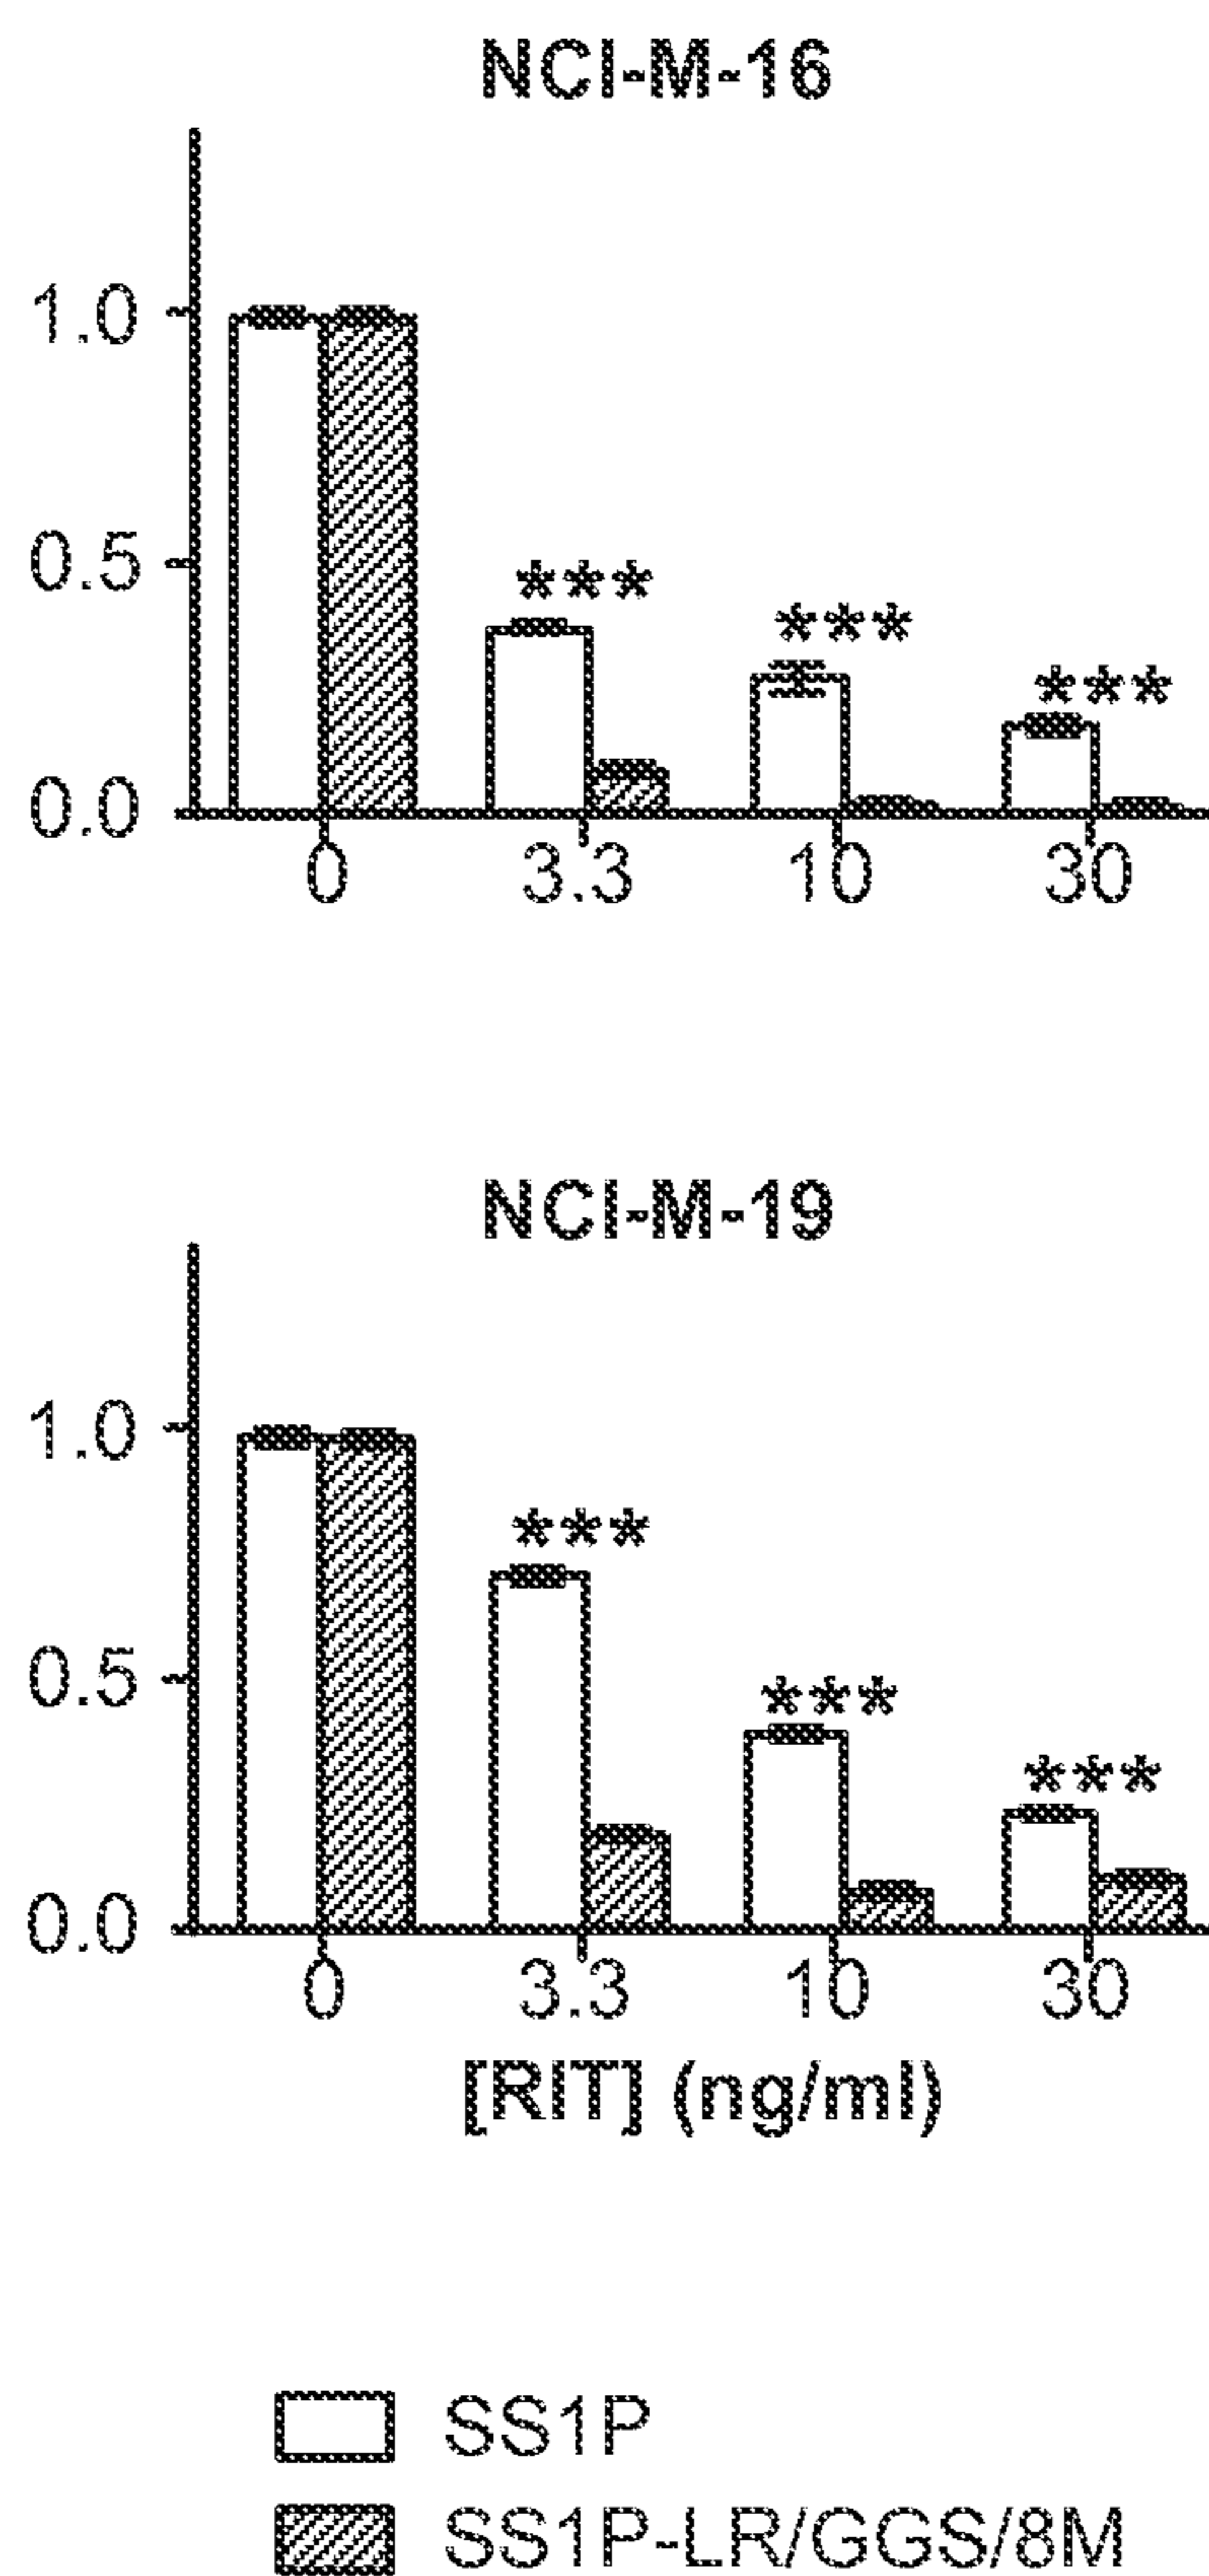 NCI-M-16
1.0
0.5
0.0
***
***
***
0 3.3 10 30
NCI-M-19
1.0
0.5
0.0
***
***
***
0 3.3 10 30
[RIT] (ng/ml)
SS1P
SS1P-LR/GGS/8M